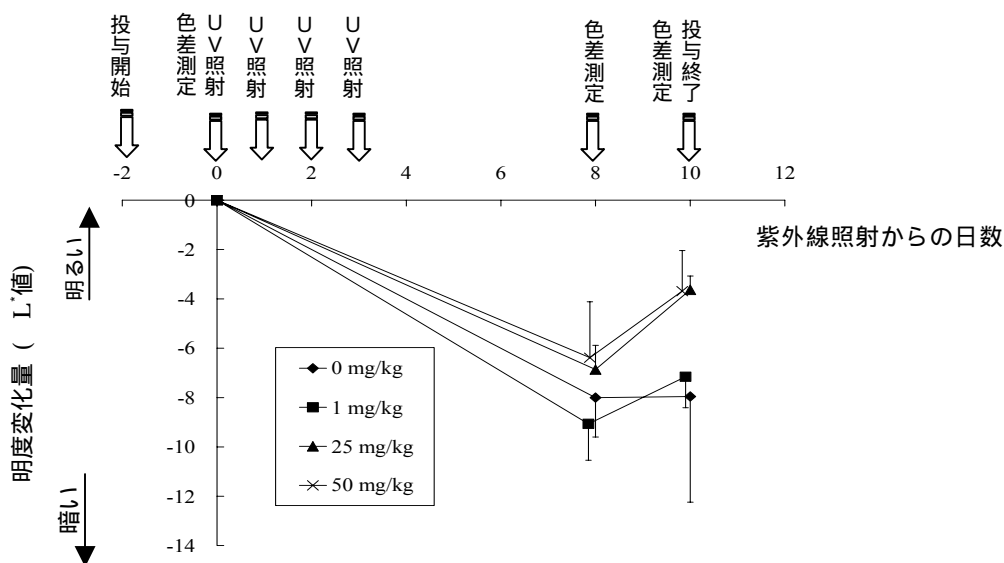 投与開始
色差測定
UV照射
UV照射
UV照射
UV照射
色差測定
色差測定
投与終了
-2 0 2 4 6 8 10 12
紫外線照射からの日数
0
-2
-4
-6
-8
-10
-12
-14
明るい
明度変化量 ( L*値)
暗い
0 mg/kg
1 mg/kg
25 mg/kg
50 mg/kg